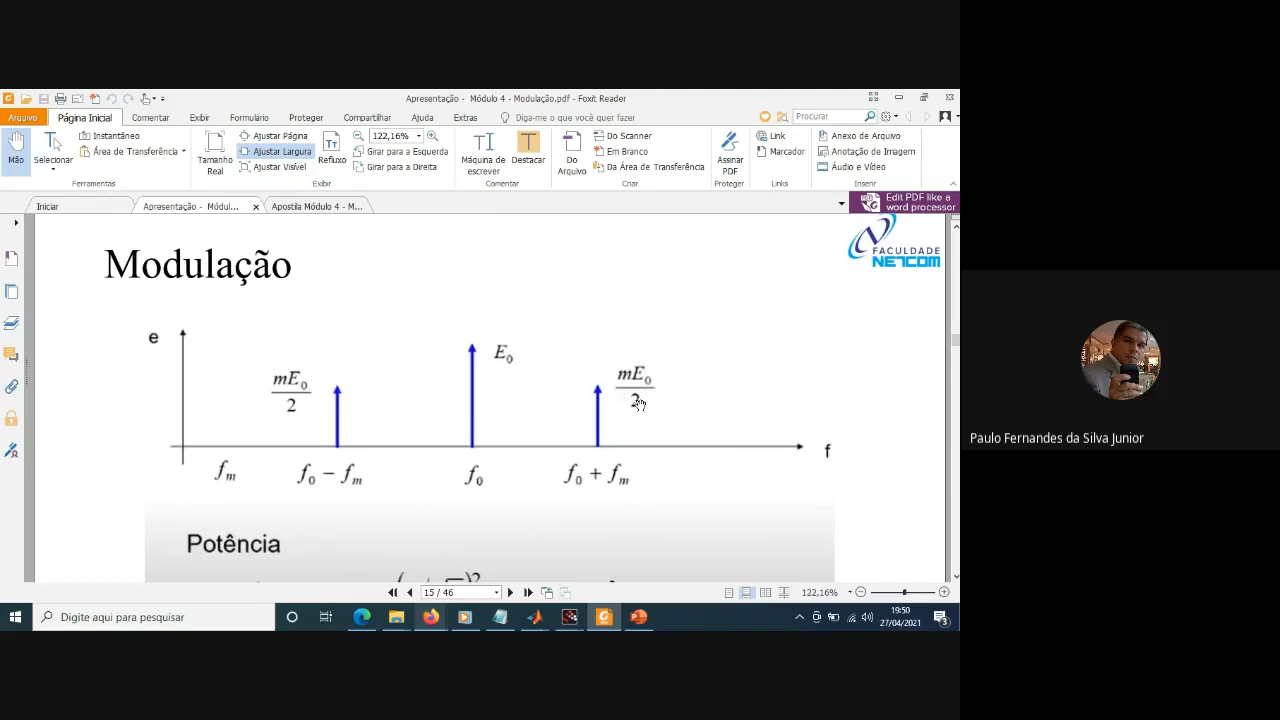 Apresentação - Módulo 4 - Modulação.pdf - Foxit Reader
Arquivo Página Inicial Comentar Exibir Formulário Proteger Compartilhar Ajuda Extras Diga-me o que você quer fazer Procurar
Mão
Selecionar
Instantâneo
Área de Transferência
Ferramentas
Tamanho Real
Ajustar Página
Ajustar Largura
Ajustar Visível
Refluxo
122,16%
Girar para a Esquerda
Girar para a Direita
Exibir
Máquina de escrever
Destacar
Comentar
Do Arquivo
Do Scanner
Em Branco
Da Área de Transferência
Criar
Assinar PDF
Proteger
Link
Marcador
Links
Anexo de Arquivo
Anotação de Imagem
Áudio e Vídeo
Inserir
Iniciar Apresentação - Módul... Apostila Módulo 4 - M...
Edit PDF like a
word processor
FACULDADE
NETCOM
Modulação
e
mE₀/2
E₀
mE₀/2
f
fₘ f₀ − fₘ f₀ f₀ + fₘ
Potência
Paulo Fernandes da Silva Junior
15 / 46 122,16%
Digite aqui para pesquisar
19:50
27/04/2021
3